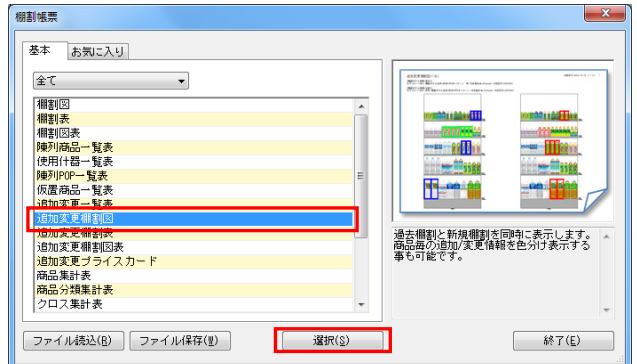 棚割帳票
基本
お気に入り
全て
棚割図
棚割表
棚割図表
陳列商品一覧表
使用什器一覧表
陳列POP一覧表
仮置商品一覧表
追加変更一覧表
追加変更棚割図
追加変更棚割表
追加変更棚割図表
追加変更プライスカード
商品集計表
商品分類集計表
クロス集計表
過去棚割と新規棚割を同時に表示します。
商品毎の追加/変更情報を色分け表示する
事も可能です。
ファイル読込(R)
ファイル保存(W)
選択(S)
終了(E)